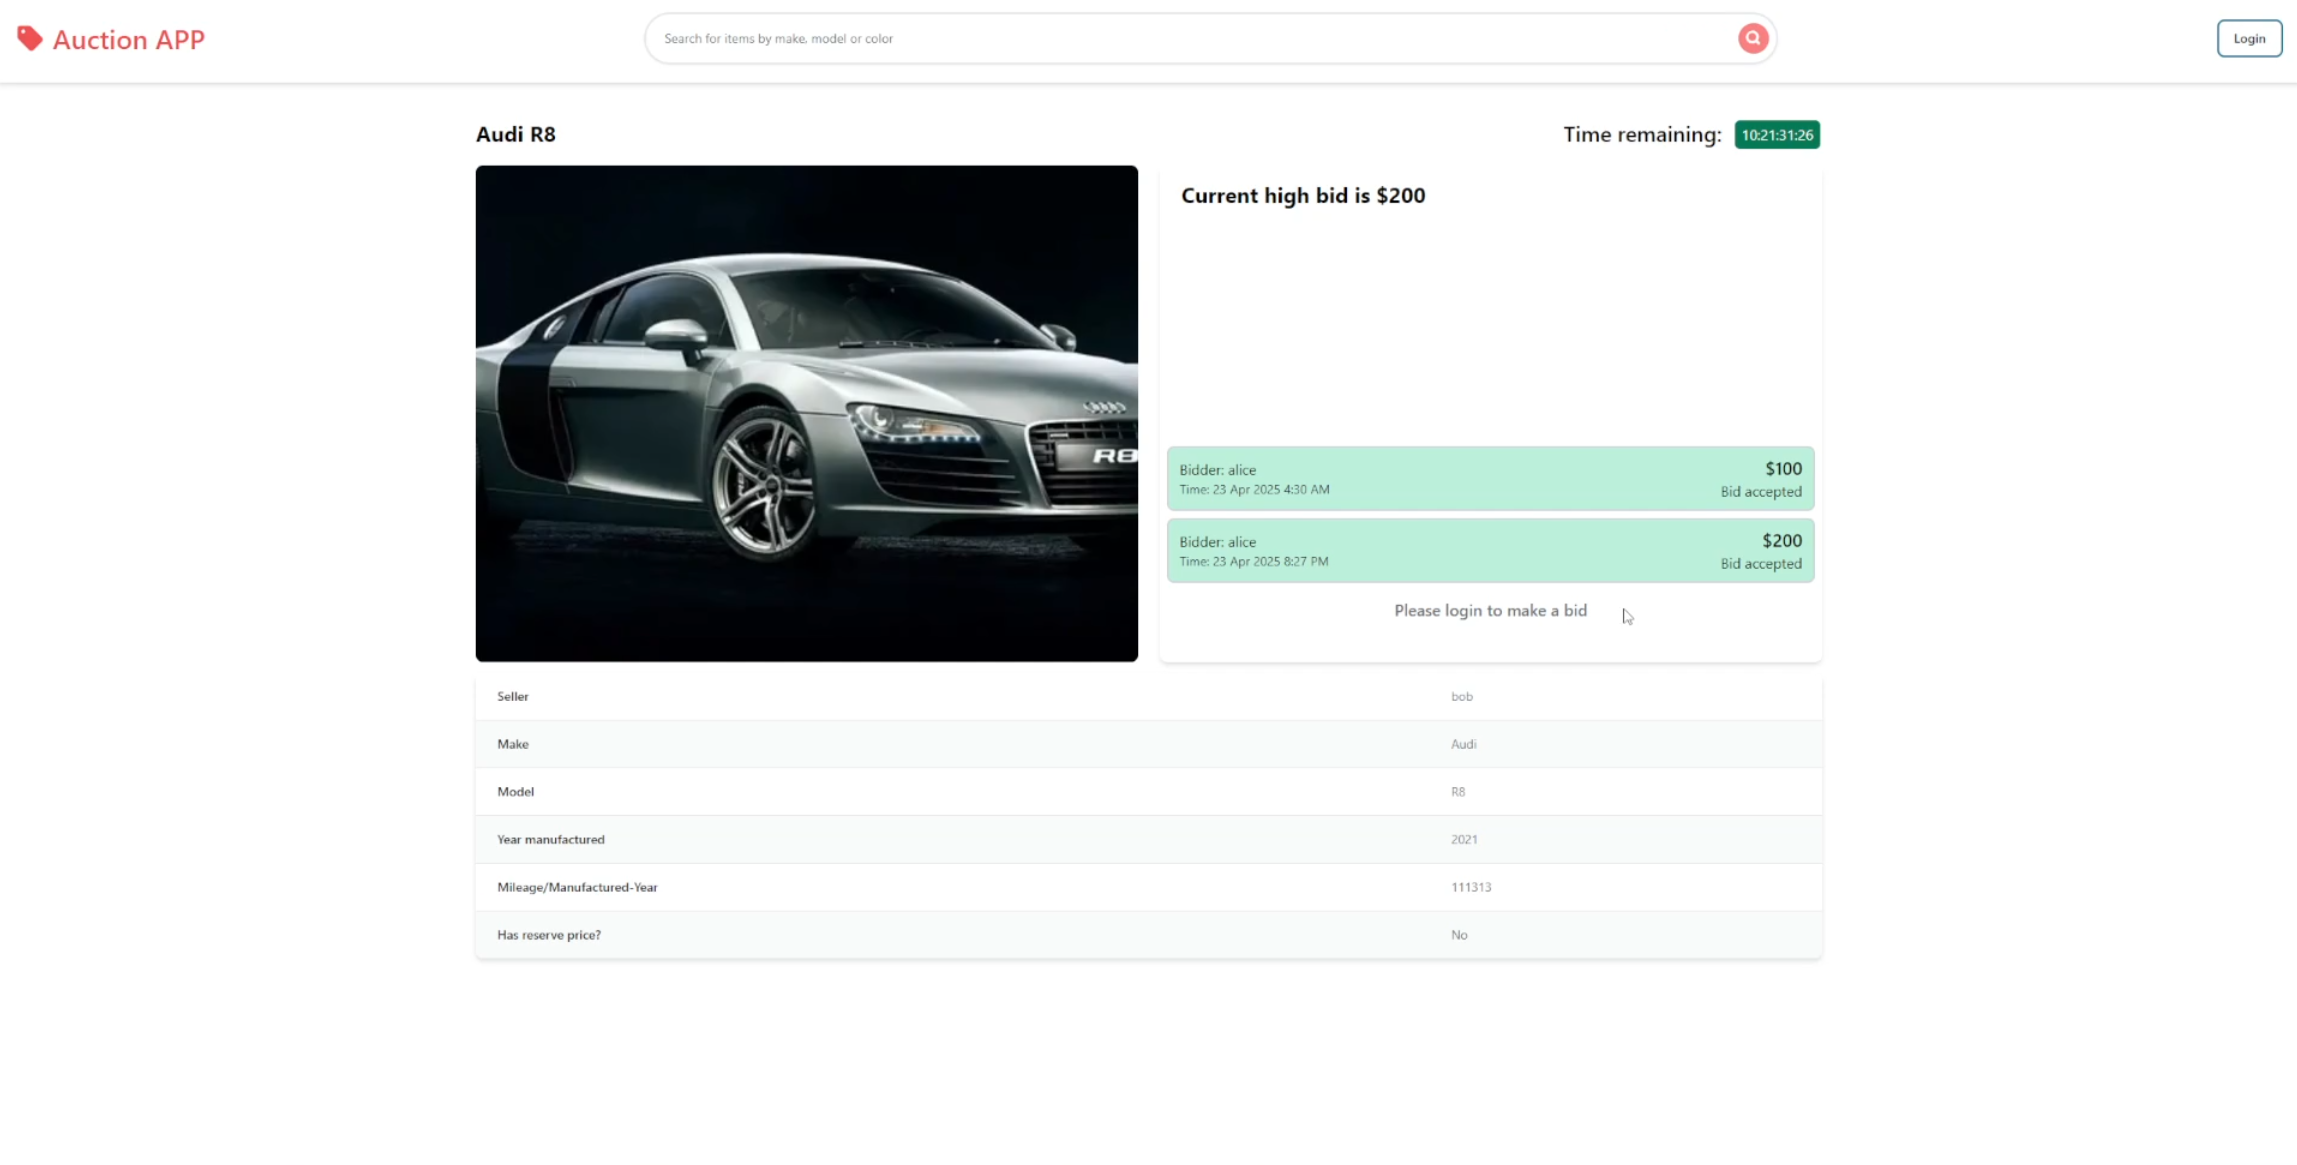 Auction APP
Search for items by make, model or color
Login
Audi R8
Time remaining: 10:21:31:26
Current high bid is $200
R8
Bidder: alice
$100
Time: 23 Apr 2025 4:30 AM
Bid accepted
Bidder: alice
$200
Time: 23 Apr 2025 8:27 PM
Bid accepted
Please login to make a bid
Seller bob
Make Audi
Model R8
Year manufactured 2021
Mileage/Manufactured-Year 111313
Has reserve price? No